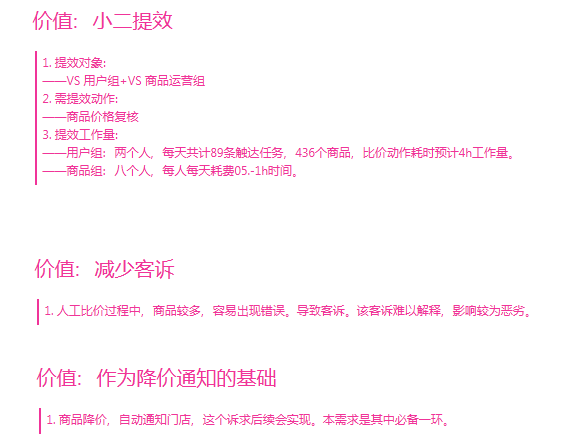 价值：小二提效
1. 提效对象:
——VS 用户组+VS 商品运营组
2. 需提效动作:
——商品价格复核
3. 提效工作量:
——用户组：两个人，每天共计89条触达任务，436个商品，比价动作耗时预计4h工作量。
——商品组：八个人，每人每天耗费05.-1h时间。
价值：减少客诉
1. 人工比价过程中，商品较多，容易出现错误。导致客诉。该客诉难以解释，影响较为恶劣。
价值：作为降价通知的基础
1. 商品降价，自动通知门店，这个诉求后续会实现。本需求是其中必备一环。